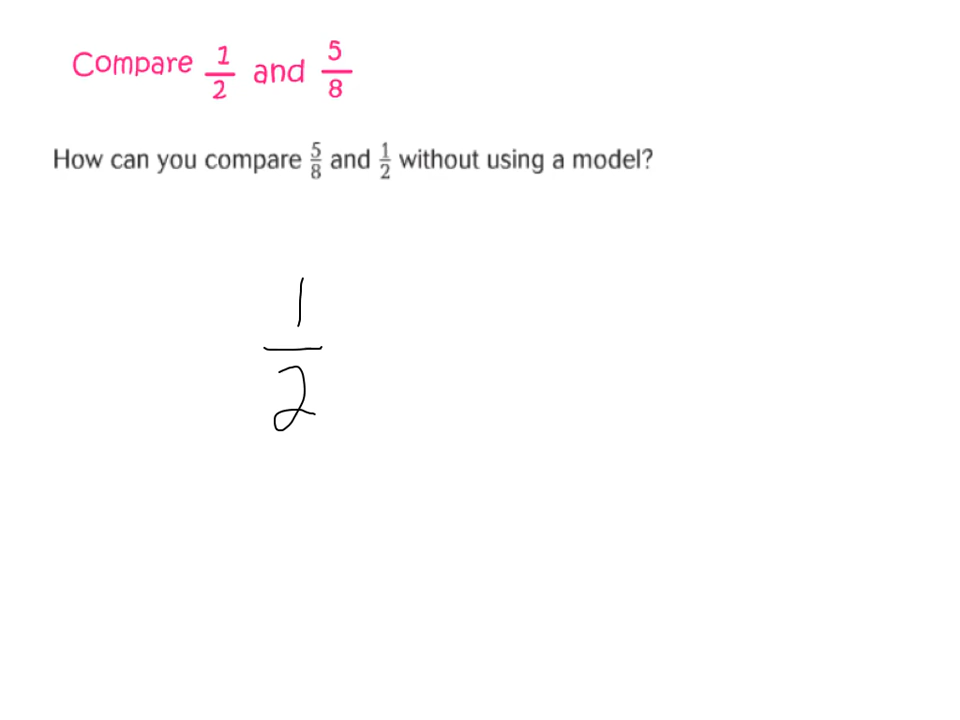 Compare 1/2 and 5/8
How can you compare 5/8 and 1/2 without using a model?
1/2